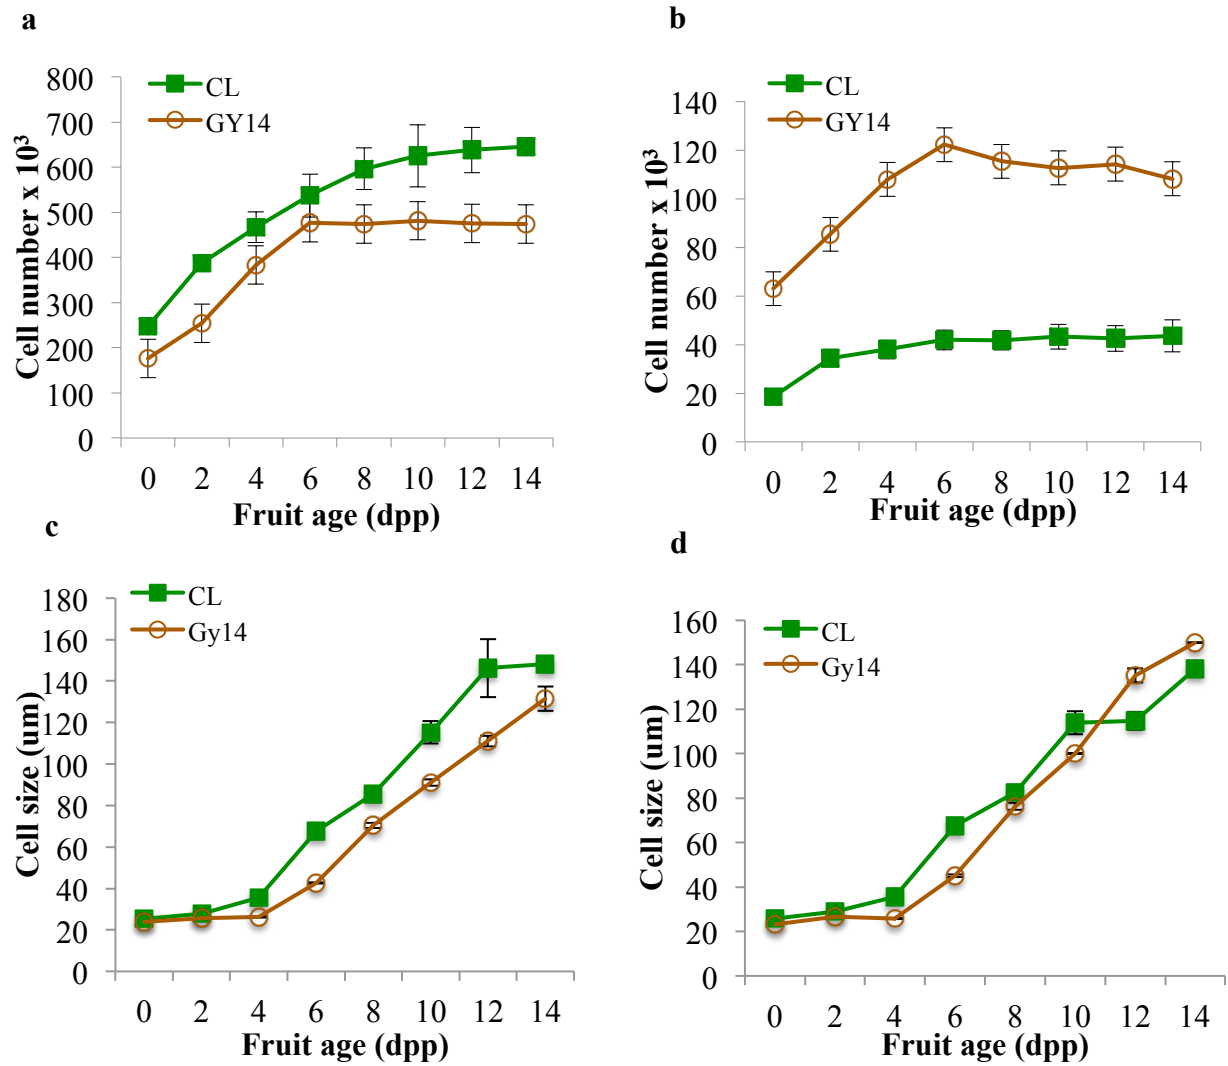 a
CL
GY14
Cell number x 10³
800
700
600
500
400
300
200
100
0
0 2 4 6 8 10 12 14
Fruit age (dpp)
b
CL
GY14
Cell number x 10³
140
120
100
80
60
40
20
0
0 2 4 6 8 10 12 14
Fruit age (dpp)
c
CL
Gy14
Cell size (um)
180
160
140
120
100
80
60
40
20
0
0 2 4 6 8 10 12 14
Fruit age (dpp)
d
CL
Gy14
Cell size (um)
160
140
120
100
80
60
40
20
0
0 2 4 6 8 10 12 14
Fruit age (dpp)